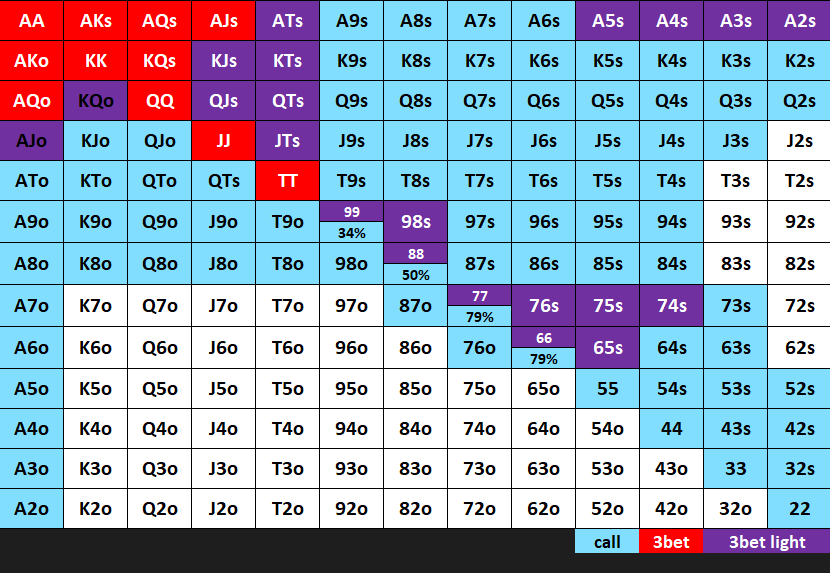 AA AKs AQs AJs ATs A9s A8s A7s A6s A5s A4s A3s A2s
AKo KK KQs KJs KTs K9s K8s K7s K6s K5s K4s K3s K2s
AQo KQo QQ QJs QTs Q9s Q8s Q7s Q6s Q5s Q4s Q3s Q2s
AJo KJo QJo JJ JTs J9s J8s J7s J6s J5s J4s J3s J2s
ATo KTo QTo QTs TT T9s T8s T7s T6s T5s T4s T3s T2s
A9o K9o Q9o J9o T9o 99 34% 98s 97s 96s 95s 94s 93s 92s
A8o K8o Q8o J8o T8o 98o 88 50% 87s 86s 85s 84s 83s 82s
A7o K7o Q7o J7o T7o 97o 87o 77 79% 76s 75s 74s 73s 72s
A6o K6o Q6o J6o T6o 96o 86o 76o 66 79% 65s 64s 63s 62s
A5o K5o Q5o J5o T5o 95o 85o 75o 65o 55 54s 53s 52s
A4o K4o Q4o J4o T4o 94o 84o 74o 64o 54o 44 43s 42s
A3o K3o Q3o J3o T3o 93o 83o 73o 63o 53o 43o 33 32s
A2o K2o Q2o J2o T2o 92o 82o 72o 62o 52o 42o 32o 22
call 3bet 3bet light